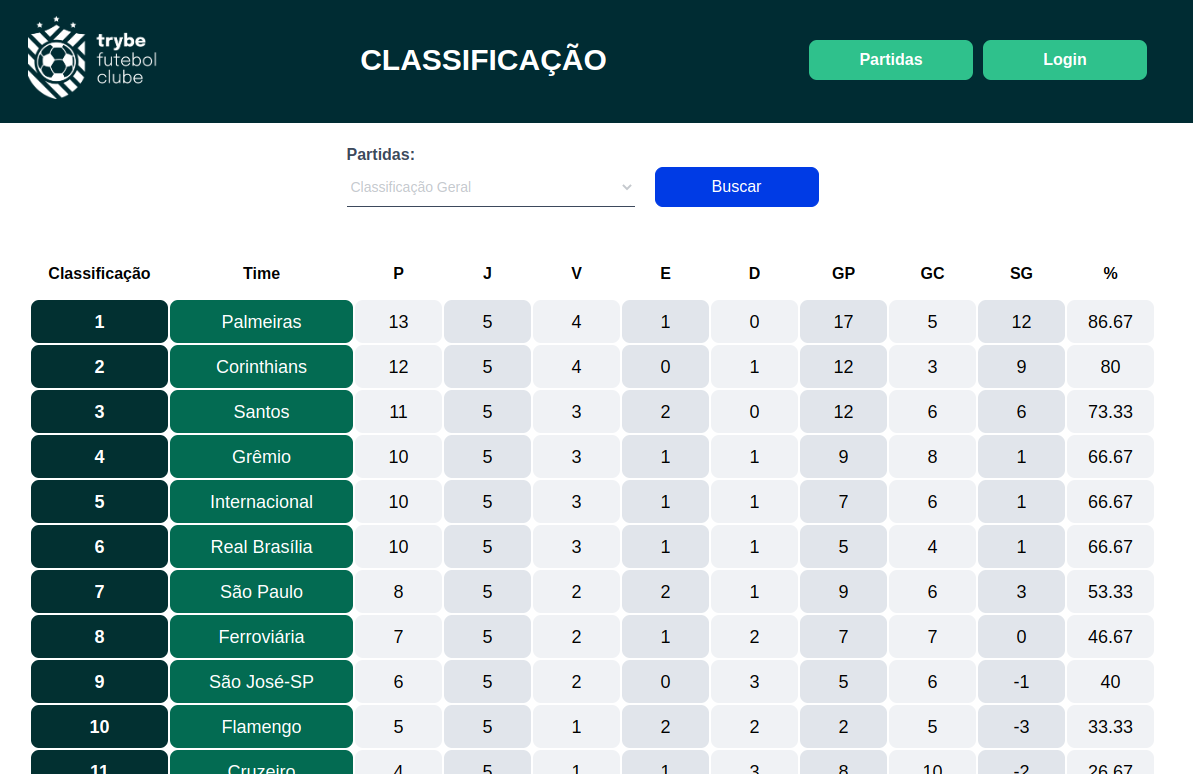 trybe
futebol
clube
CLASSIFICAÇÃO
Partidas
Login
Partidas:
Classificação Geral
Buscar
Classificação Time P J V E D GP GC SG %
1 Palmeiras 13 5 4 1 0 17 5 12 86.67
2 Corinthians 12 5 4 0 1 12 3 9 80
3 Santos 11 5 3 2 0 12 6 6 73.33
4 Grêmio 10 5 3 1 1 9 8 1 66.67
5 Internacional 10 5 3 1 1 7 6 1 66.67
6 Real Brasília 10 5 3 1 1 5 4 1 66.67
7 São Paulo 8 5 2 2 1 9 6 3 53.33
8 Ferroviária 7 5 2 1 2 7 7 0 46.67
9 São José-SP 6 5 2 0 3 5 6 -1 40
10 Flamengo 5 5 1 2 2 2 5 -3 33.33
11 Cruzeiro 4 5 1 1 3 8 10 -2 26.67